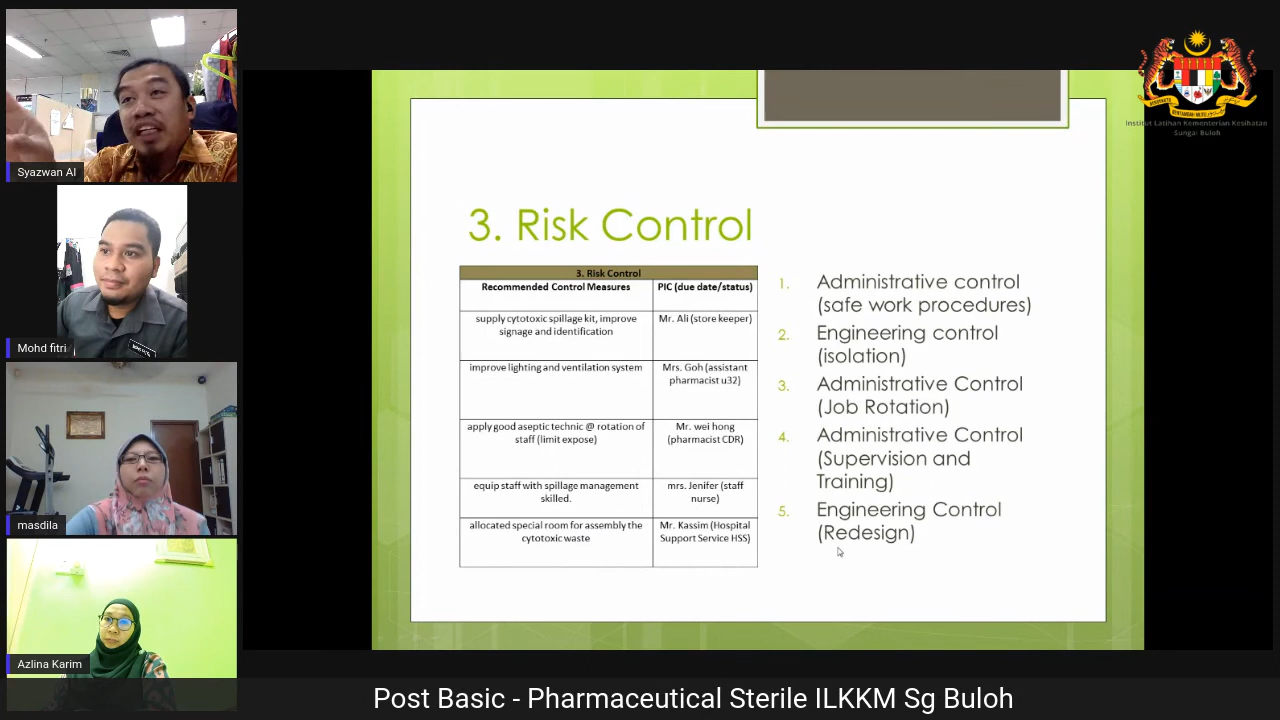 Syazwan AI
Mohd fitri
masdila
Azlina Karim
Institut Latihan Kementerian Kesihatan
Sungai Buloh
3. Risk Control
3. Risk Control
Recommended Control Measures PIC (due date/status)
supply cytotoxic spillage kit, improve
signage and identification
Mr. Ali (store keeper)
improve lighting and ventilation system
Mrs. Goh (assistant
pharmacist u32)
apply good aseptic technic @ rotation of
staff (limit expose)
Mr. wei hong
(pharmacist CDR)
equip staff with spillage management
skilled.
mrs. Jenifer (staff
nurse)
allocated special room for assembly the
cytotoxic waste
Mr. Kassim (Hospital
Support Service HSS)
1. Administrative control
(safe work procedures)
2. Engineering control
(isolation)
3. Administrative Control
(Job Rotation)
4. Administrative Control
(Supervision and
Training)
5. Engineering Control
(Redesign)
Post Basic - Pharmaceutical Sterile ILKKM Sg Buloh